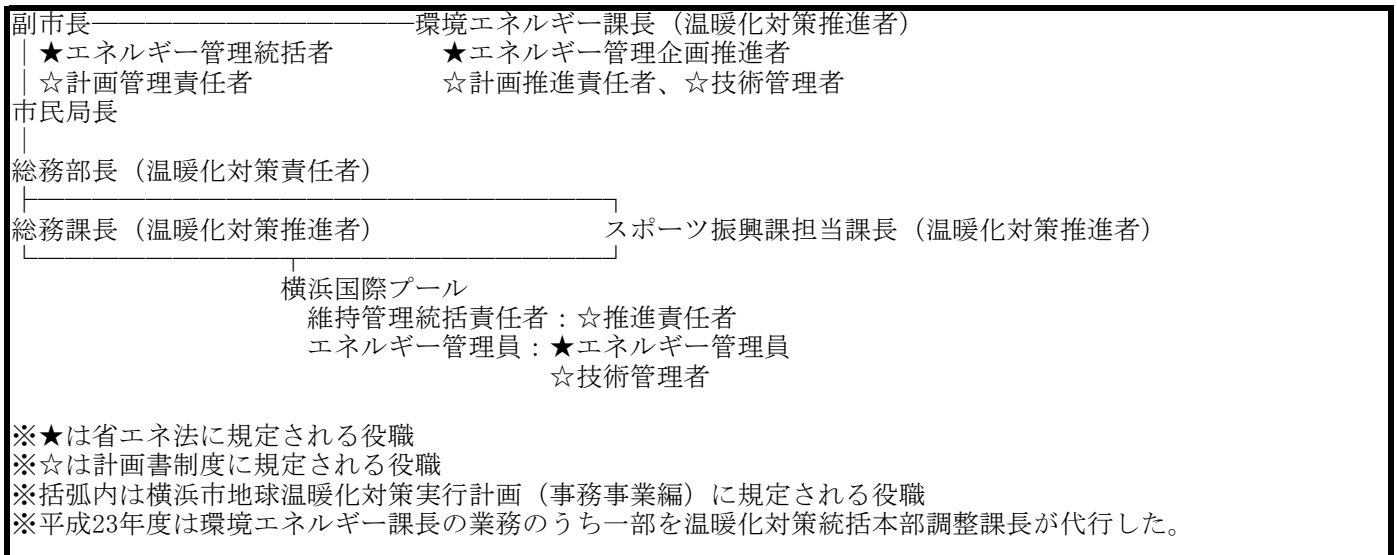 副市長────────────環境エネルギー課長（温暖化対策推進者）
│★エネルギー管理統括者　　　　★エネルギー管理企画推進者
│☆計画管理責任者　　　　　　　☆計画推進責任者、☆技術管理者
市民局長
│
総務部長（温暖化対策責任者）
├──────────────────────┐
総務課長（温暖化対策推進者）　　　　　　　　　スポーツ振興課担当課長（温暖化対策推進者）
└──────────┬───────────┘
横浜国際プール
維持管理統括責任者：☆推進責任者
エネルギー管理員：★エネルギー管理員
☆技術管理者
※★は省エネ法に規定される役職
※☆は計画書制度に規定される役職
※括弧内は横浜市地球温暖化対策実行計画（事務事業編）に規定される役職
※平成23年度は環境エネルギー課長の業務のうち一部を温暖化対策統括本部調整課長が代行した。